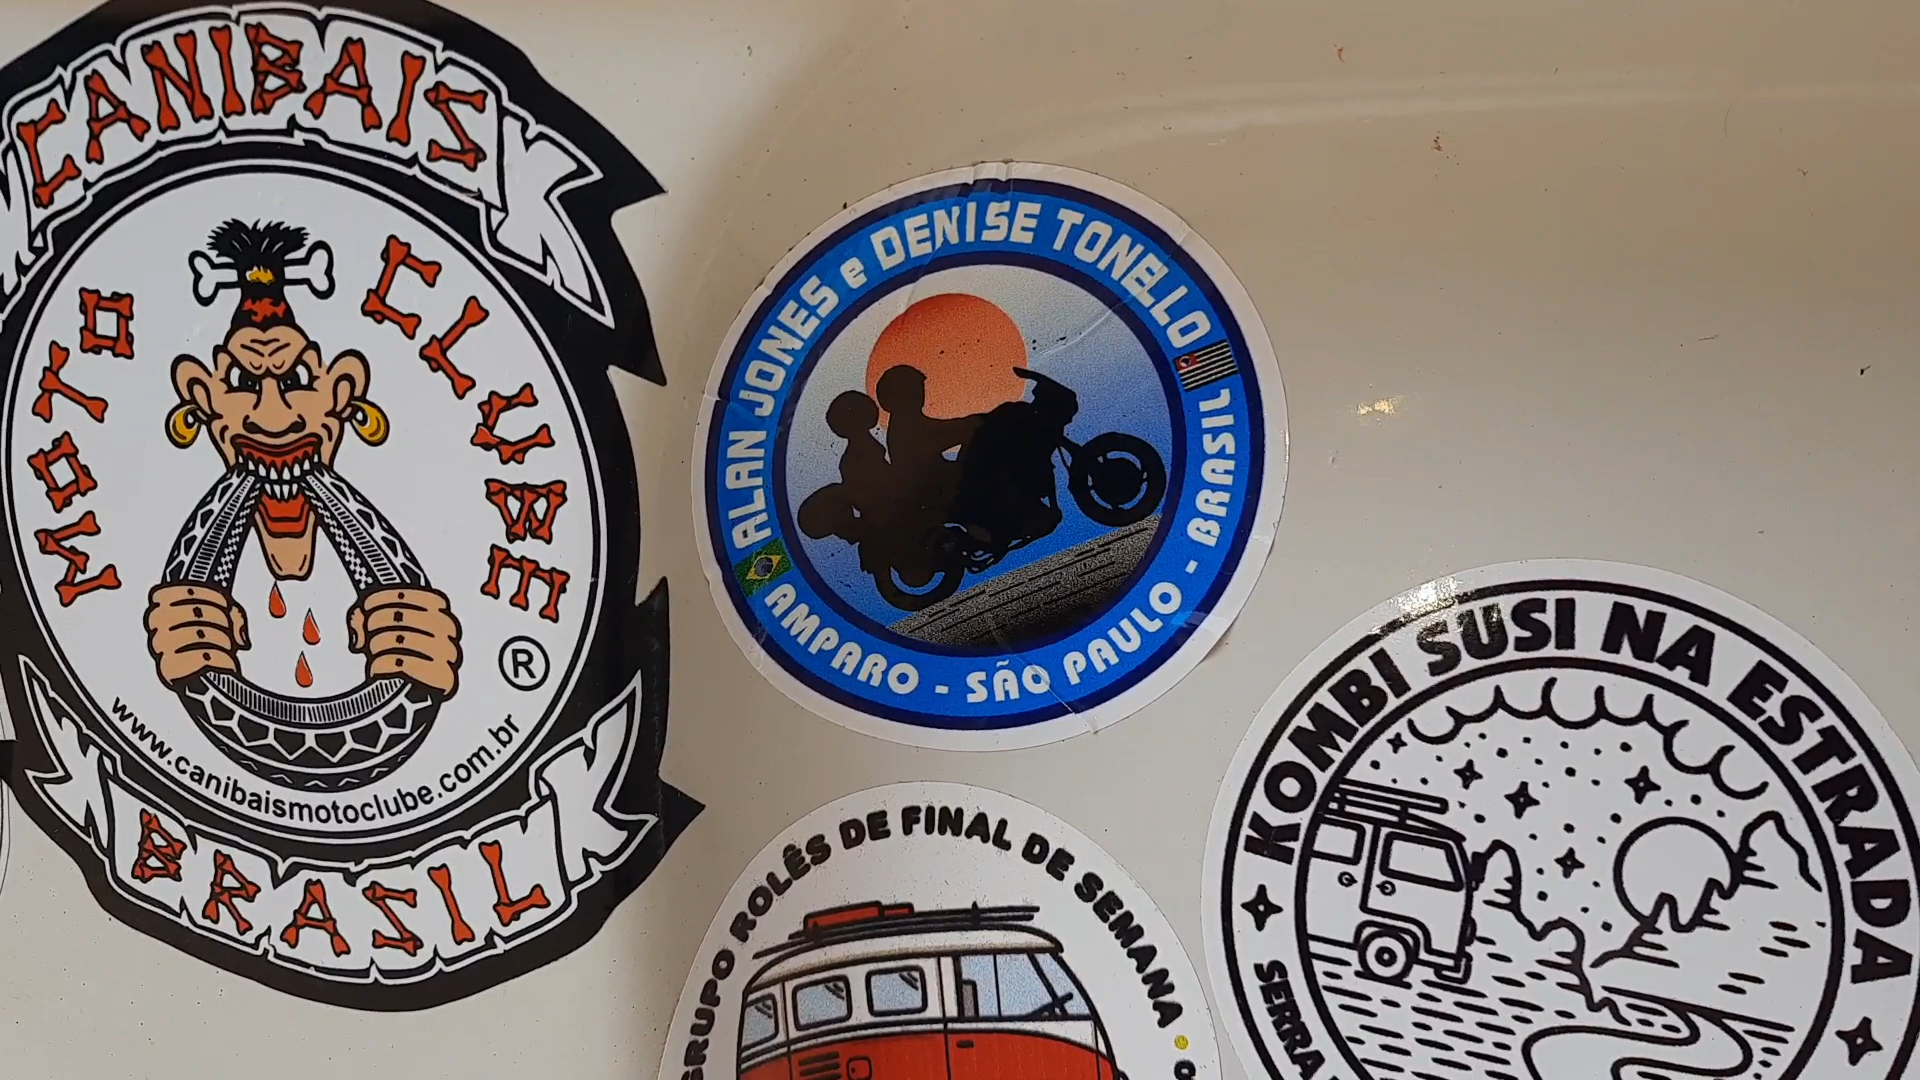 CANIBAIS
MOTO CLUBE
®
www.canibaismotoclube.com.br
BRASIL
ALAN JONES e DENISE TONELLO
AMPARO - SÃO PAULO - BRASIL
GRUPO ROLÊS DE FINAL DE SEMANA
KOMBI SUSI NA ESTRADA
SERRA